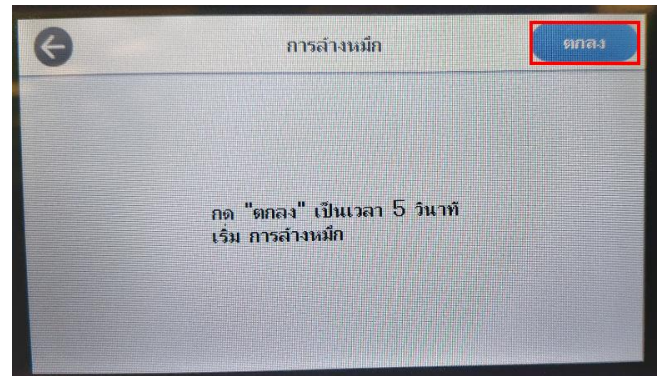 การล้างหมึก
ตกลง
กด "ตกลง" เป็นเวลา 5 วินาที
เริ่ม การล้างหมึก